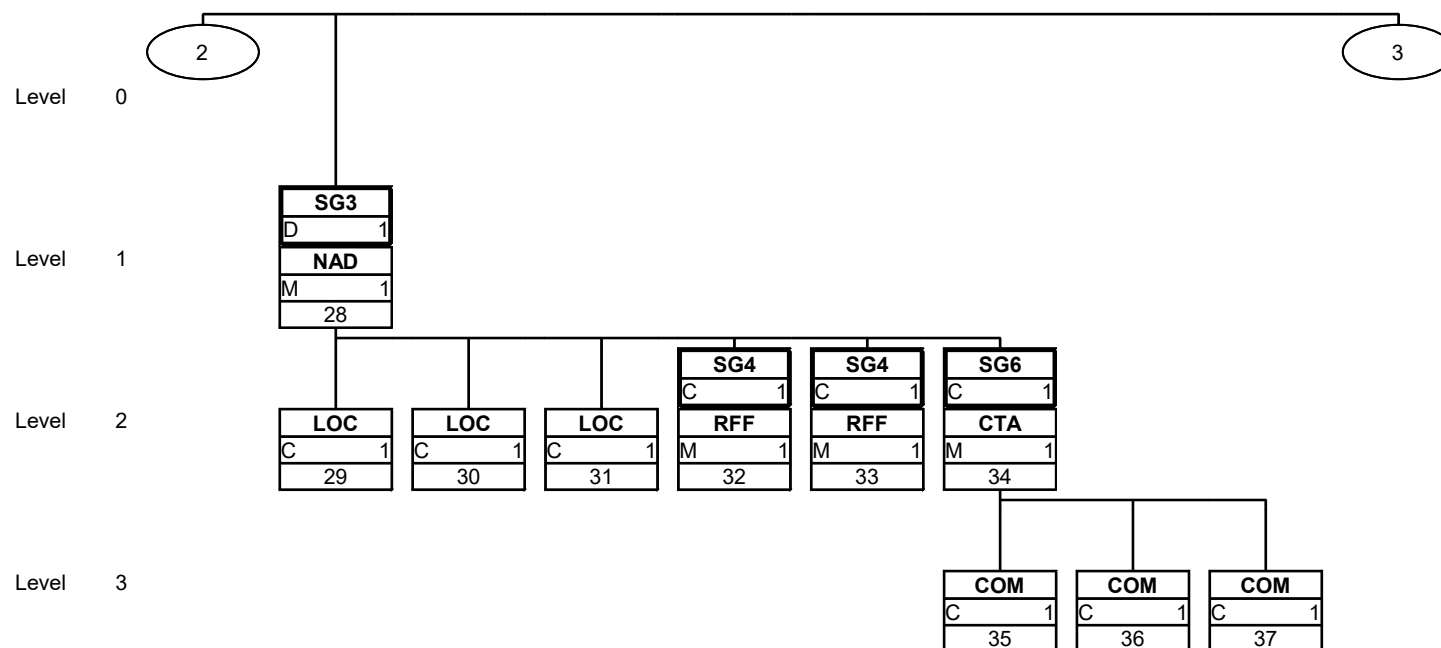 2 3
Level 0
SG3
D 1
Level 1
NAD
M 1
28
SG4 SG4 SG6
C 1 C 1 C 1
Level 2
LOC LOC LOC RFF RFF CTA
C 1 C 1 C 1 M 1 M 1 M 1
29 30 31 32 33 34
Level 3
COM COM COM
C 1 C 1 C 1
35 36 37